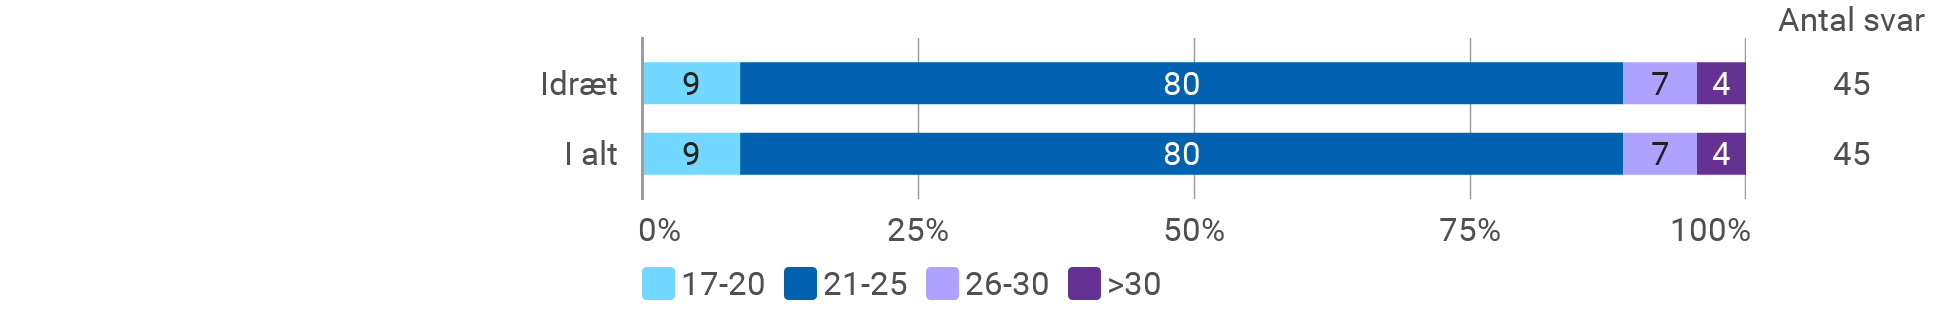 Antal svar
Idræt 9 80 7 4 45
I alt 9 80 7 4 45
0% 25% 50% 75% 100%
17-20 21-25 26-30 >30